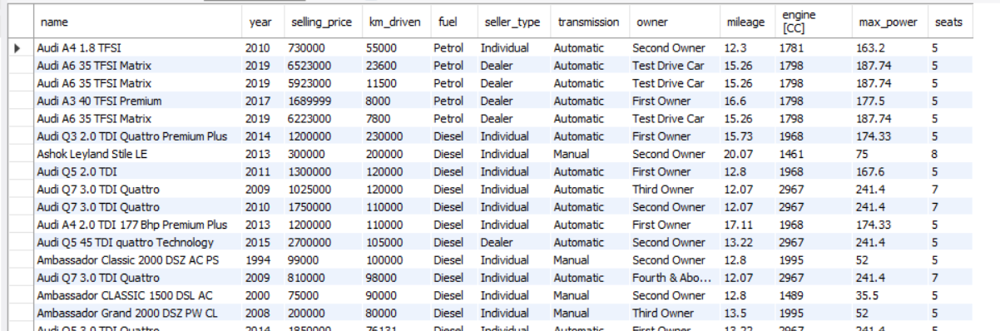 name year selling_price km_driven fuel seller_type transmission owner mileage engine [CC] max_power seats
Audi A4 1.8 TFSI 2010 730000 55000 Petrol Individual Automatic Second Owner 12.3 1781 163.2 5
Audi A6 35 TFSI Matrix 2019 6523000 23600 Petrol Dealer Automatic Test Drive Car 15.26 1798 187.74 5
Audi A6 35 TFSI Matrix 2019 5923000 11500 Petrol Dealer Automatic Test Drive Car 15.26 1798 187.74 5
Audi A3 40 TFSI Premium 2017 1689999 8000 Petrol Dealer Automatic First Owner 16.6 1798 177.5 5
Audi A6 35 TFSI Matrix 2019 6223000 7800 Petrol Dealer Automatic Test Drive Car 15.26 1798 187.74 5
Audi Q3 2.0 TDI Quattro Premium Plus 2014 1200000 230000 Diesel Individual Automatic First Owner 15.73 1968 174.33 5
Ashok Leyland Stile LE 2013 300000 200000 Diesel Individual Manual Second Owner 20.07 1461 75 8
Audi Q5 2.0 TDI 2011 1300000 120000 Diesel Individual Automatic First Owner 12.8 1968 167.6 5
Audi Q7 3.0 TDI Quattro 2009 1025000 120000 Diesel Individual Automatic Third Owner 12.07 2967 241.4 7
Audi Q7 3.0 TDI Quattro 2010 1750000 110000 Diesel Individual Automatic Second Owner 12.07 2967 241.4 7
Audi A4 2.0 TDI 177 Bhp Premium Plus 2013 1200000 110000 Diesel Individual Automatic First Owner 17.11 1968 174.33 5
Audi Q5 45 TDI quattro Technology 2015 2700000 105000 Diesel Dealer Automatic Second Owner 13.22 2967 241.4 5
Ambassador Classic 2000 DSZ AC PS 1994 99000 100000 Diesel Individual Manual Second Owner 12.8 1995 52 5
Audi Q7 3.0 TDI Quattro 2009 810000 98000 Diesel Individual Automatic Fourth & Abo... 12.07 2967 241.4 7
Ambassador CLASSIC 1500 DSL AC 2000 75000 90000 Diesel Individual Manual Second Owner 12.8 1489 35.5 5
Ambassador Grand 2000 DSZ PW CL 2008 200000 80000 Diesel Individual Manual Third Owner 13.5 1995 52 5
Audi Q5 3.0 TDI Quattro 2014 1850000 76131 Diesel Individual Automatic First Owner 13.22 2967 241.4 5